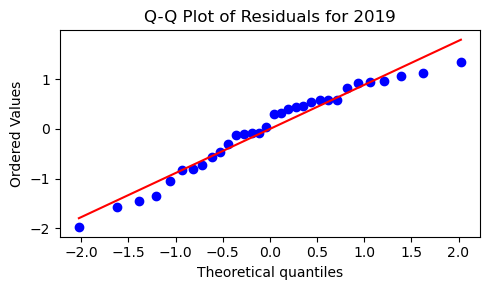 Q-Q Plot of Residuals for 2019
Ordered Values
1
0
−1
−2
−2.0 −1.5 −1.0 −0.5 0.0 0.5 1.0 1.5 2.0
Theoretical quantiles